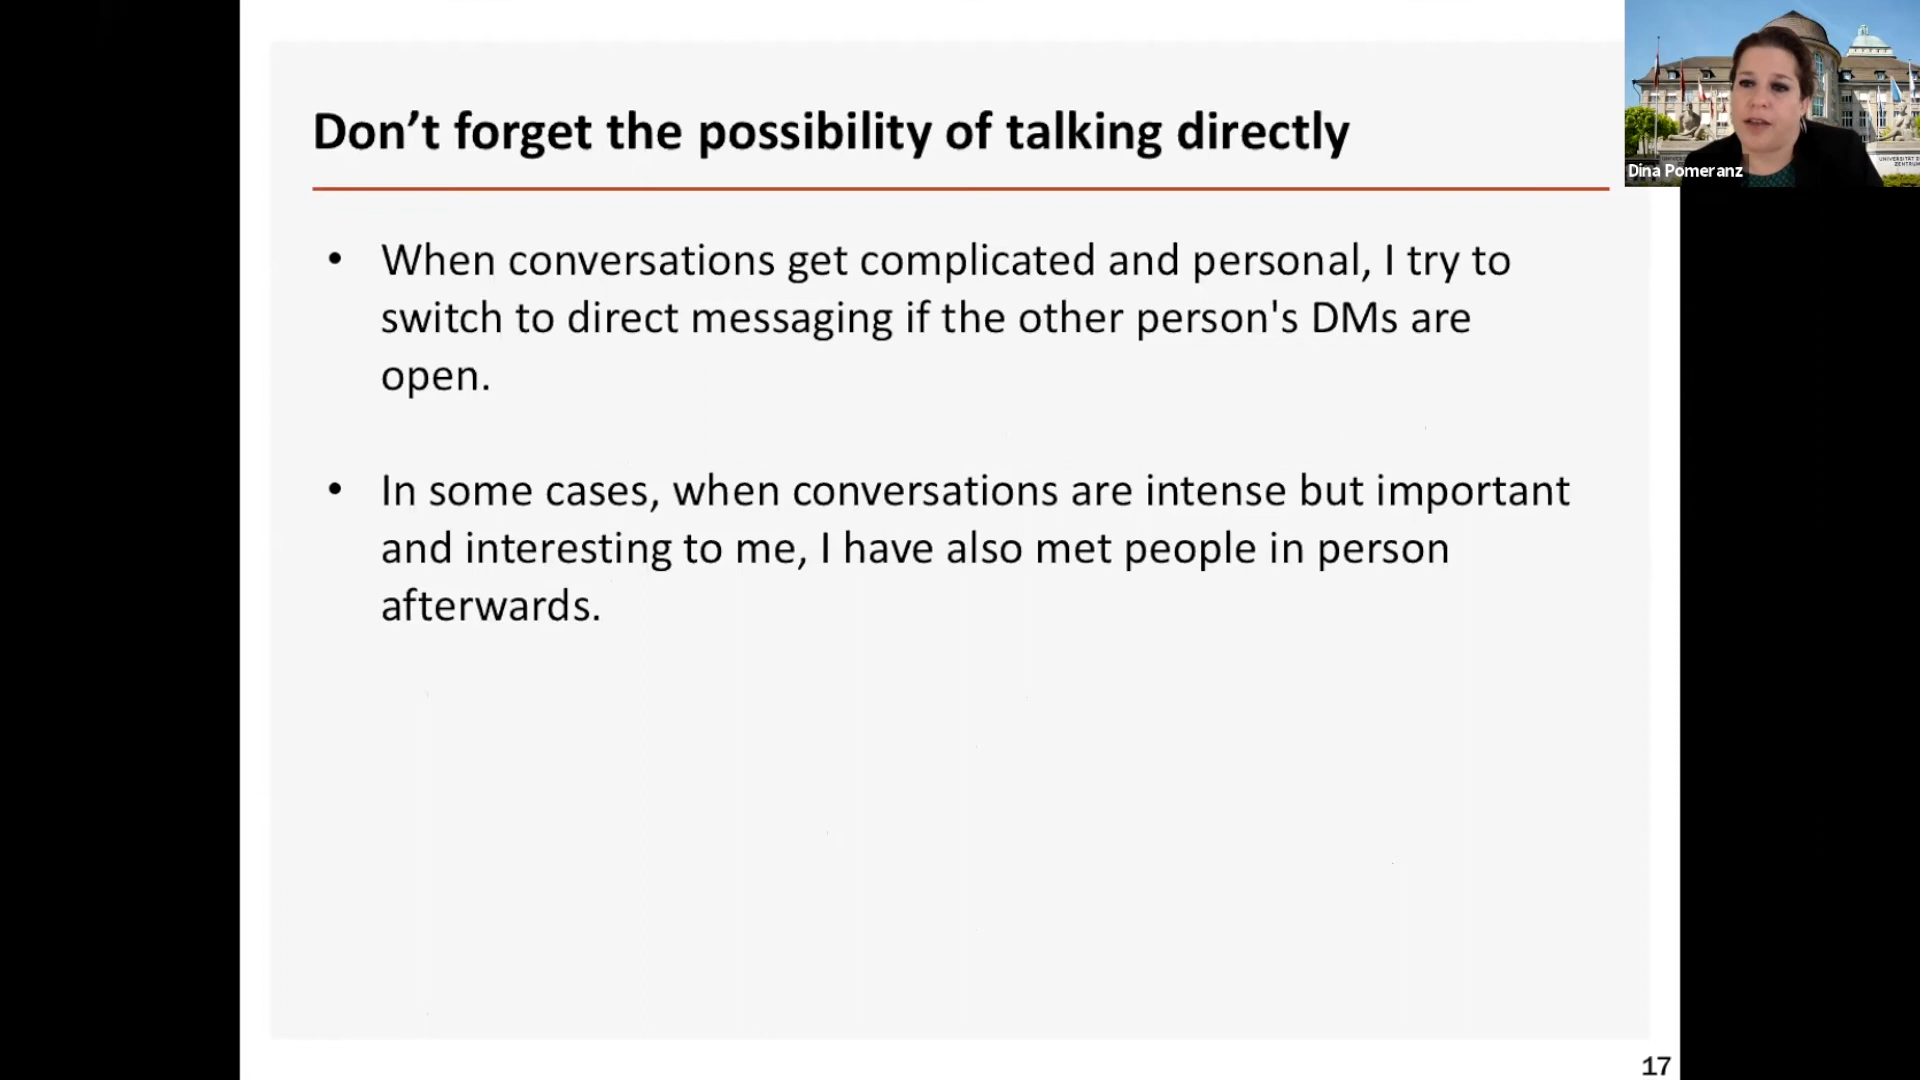 Don’t forget the possibility of talking directly
Dina Pomeranz
• When conversations get complicated and personal, I try to
switch to direct messaging if the other person's DMs are
open.
• In some cases, when conversations are intense but important
and interesting to me, I have also met people in person
afterwards.
17